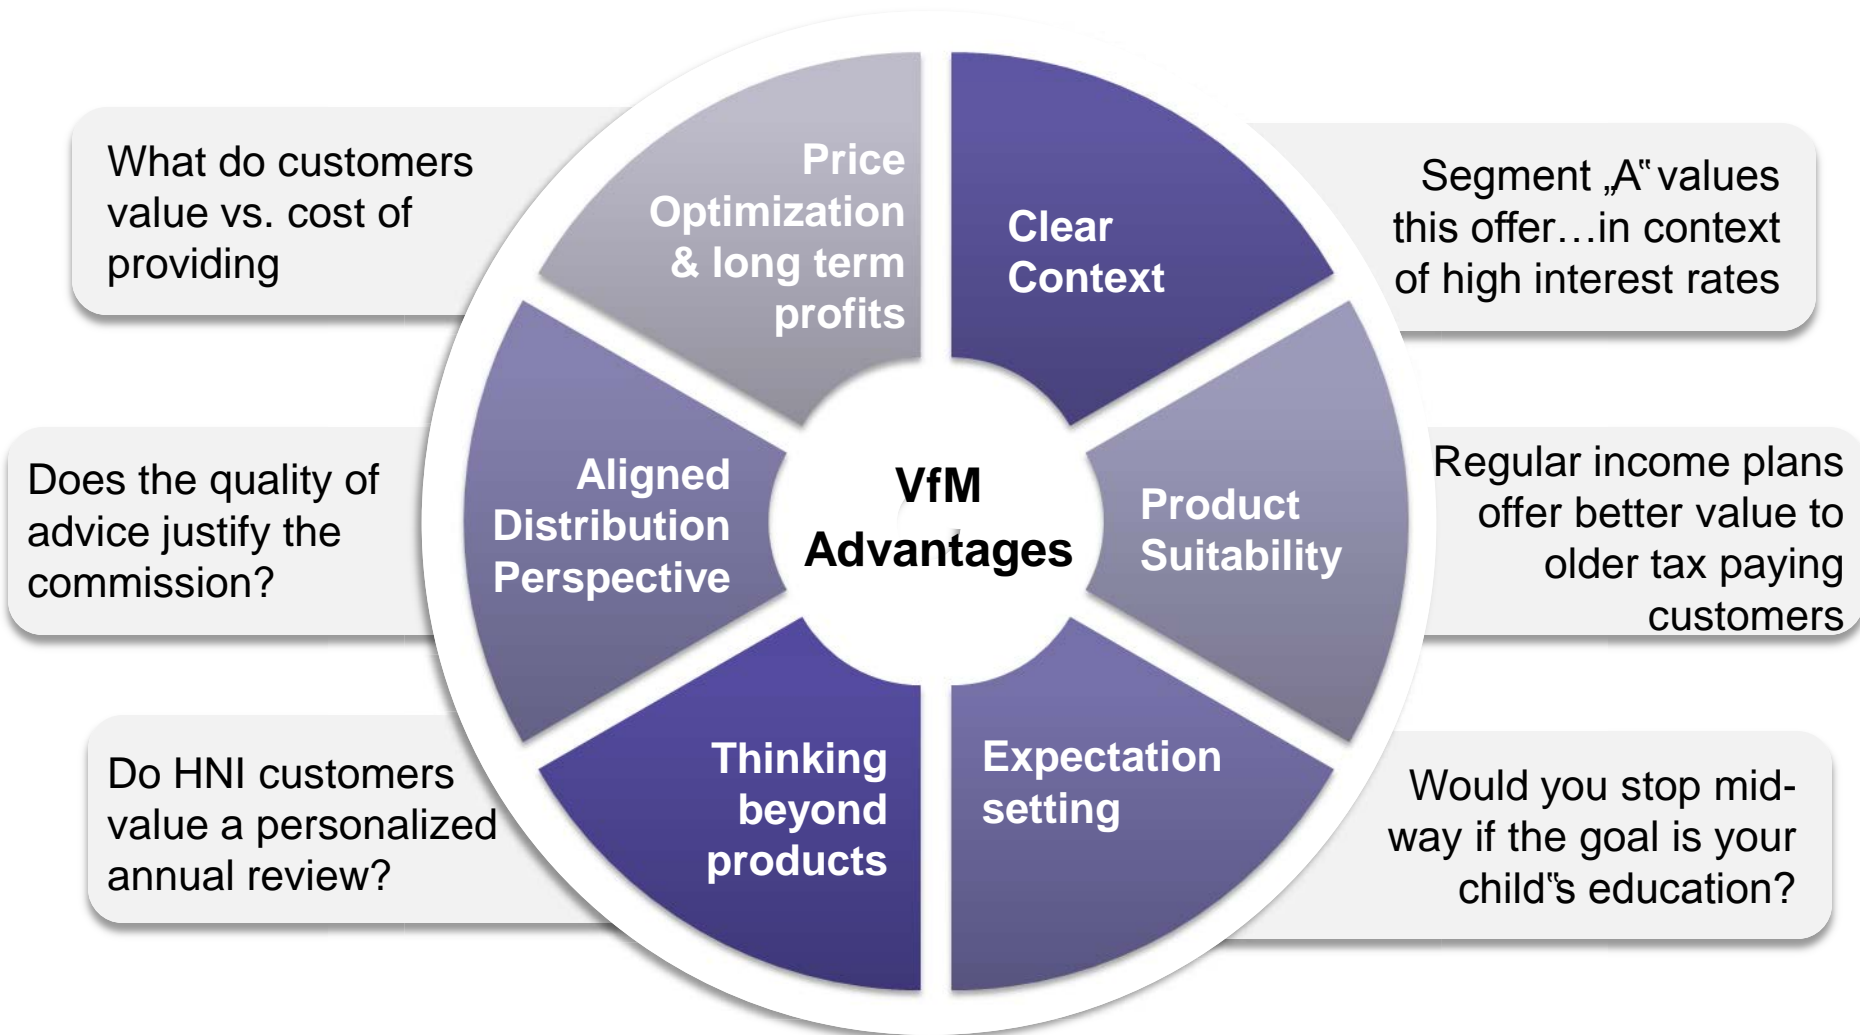 What do customers
value vs. cost of
providing
Price
Optimization
& long term
profits
Clear
Context
Segment „A‟ values
this offer…in context
of high interest rates
Does the quality of
advice justify the
commission?
Aligned
Distribution
Perspective
VfM
Advantages
Product
Suitability
Regular income plans
offer better value to
older tax paying
customers
Do HNI customers
value a personalized
annual review?
Thinking
beyond
products
Expectation
setting
Would you stop mid-
way if the goal is your
child‟s education?